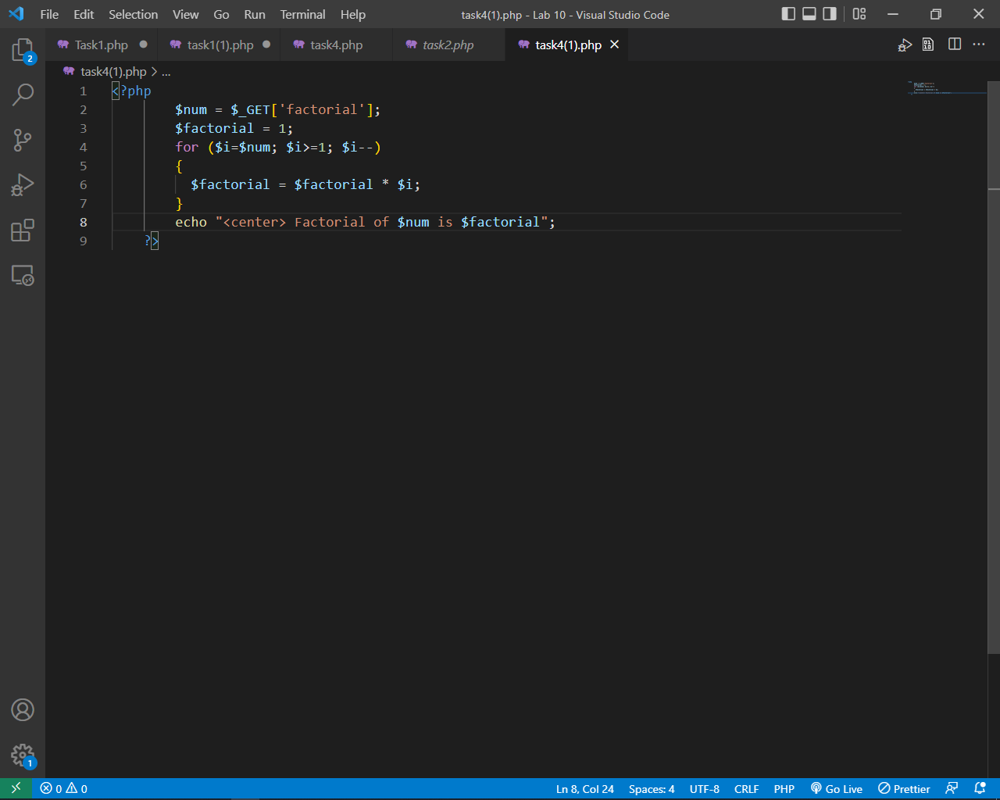 File Edit Selection View Go Run Terminal Help task4(1).php - Lab 10 - Visual Studio Code
Task1.php task1(1).php task4.php task2.php task4(1).php
2
task4(1).php > ...
1 <?php
2 $num = $_GET['factorial'];
3 $factorial = 1;
4 for ($i=$num; $i>=1; $i--)
5 {
6 $factorial = $factorial * $i;
7 }
8 echo "<center> Factorial of $num is $factorial";
9 ?>
1
0 0 Ln 8, Col 24 Spaces: 4 UTF-8 CRLF PHP Go Live Prettier